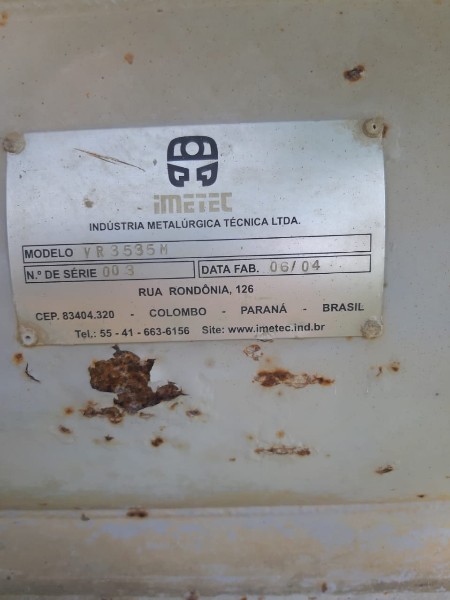 imetec
INDÚSTRIA METALÚRGICA TÉCNICA LTDA.
MODELO VR3535M
N.º DE SÉRIE 003 DATA FAB. 06/04
RUA RONDÔNIA, 126
CEP. 83404.320 - COLOMBO - PARANÁ - BRASIL
Tel.: 55 - 41 - 663-6156 Site: www.imetec.ind.br